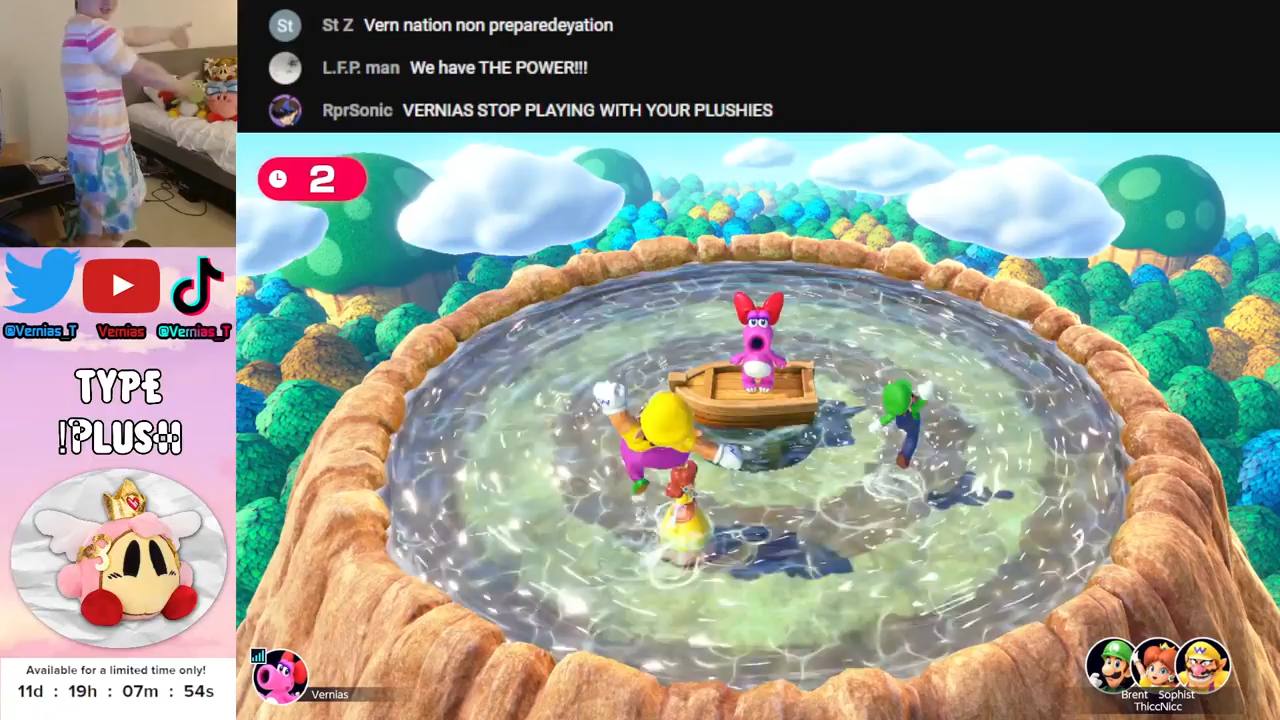 St St Z Vern nation non preparedeyation
L.F.P. man We have THE POWER!!!
RprSonic VERNIAS STOP PLAYING WITH YOUR PLUSHIES
2
@Vernias_T Vernias @Vernias_T
TYPE
!PLUSH
Available for a limited time only!
11d : 19h : 07m : 54s
Vernias
Brent Sophist
ThiccNicc
W
W